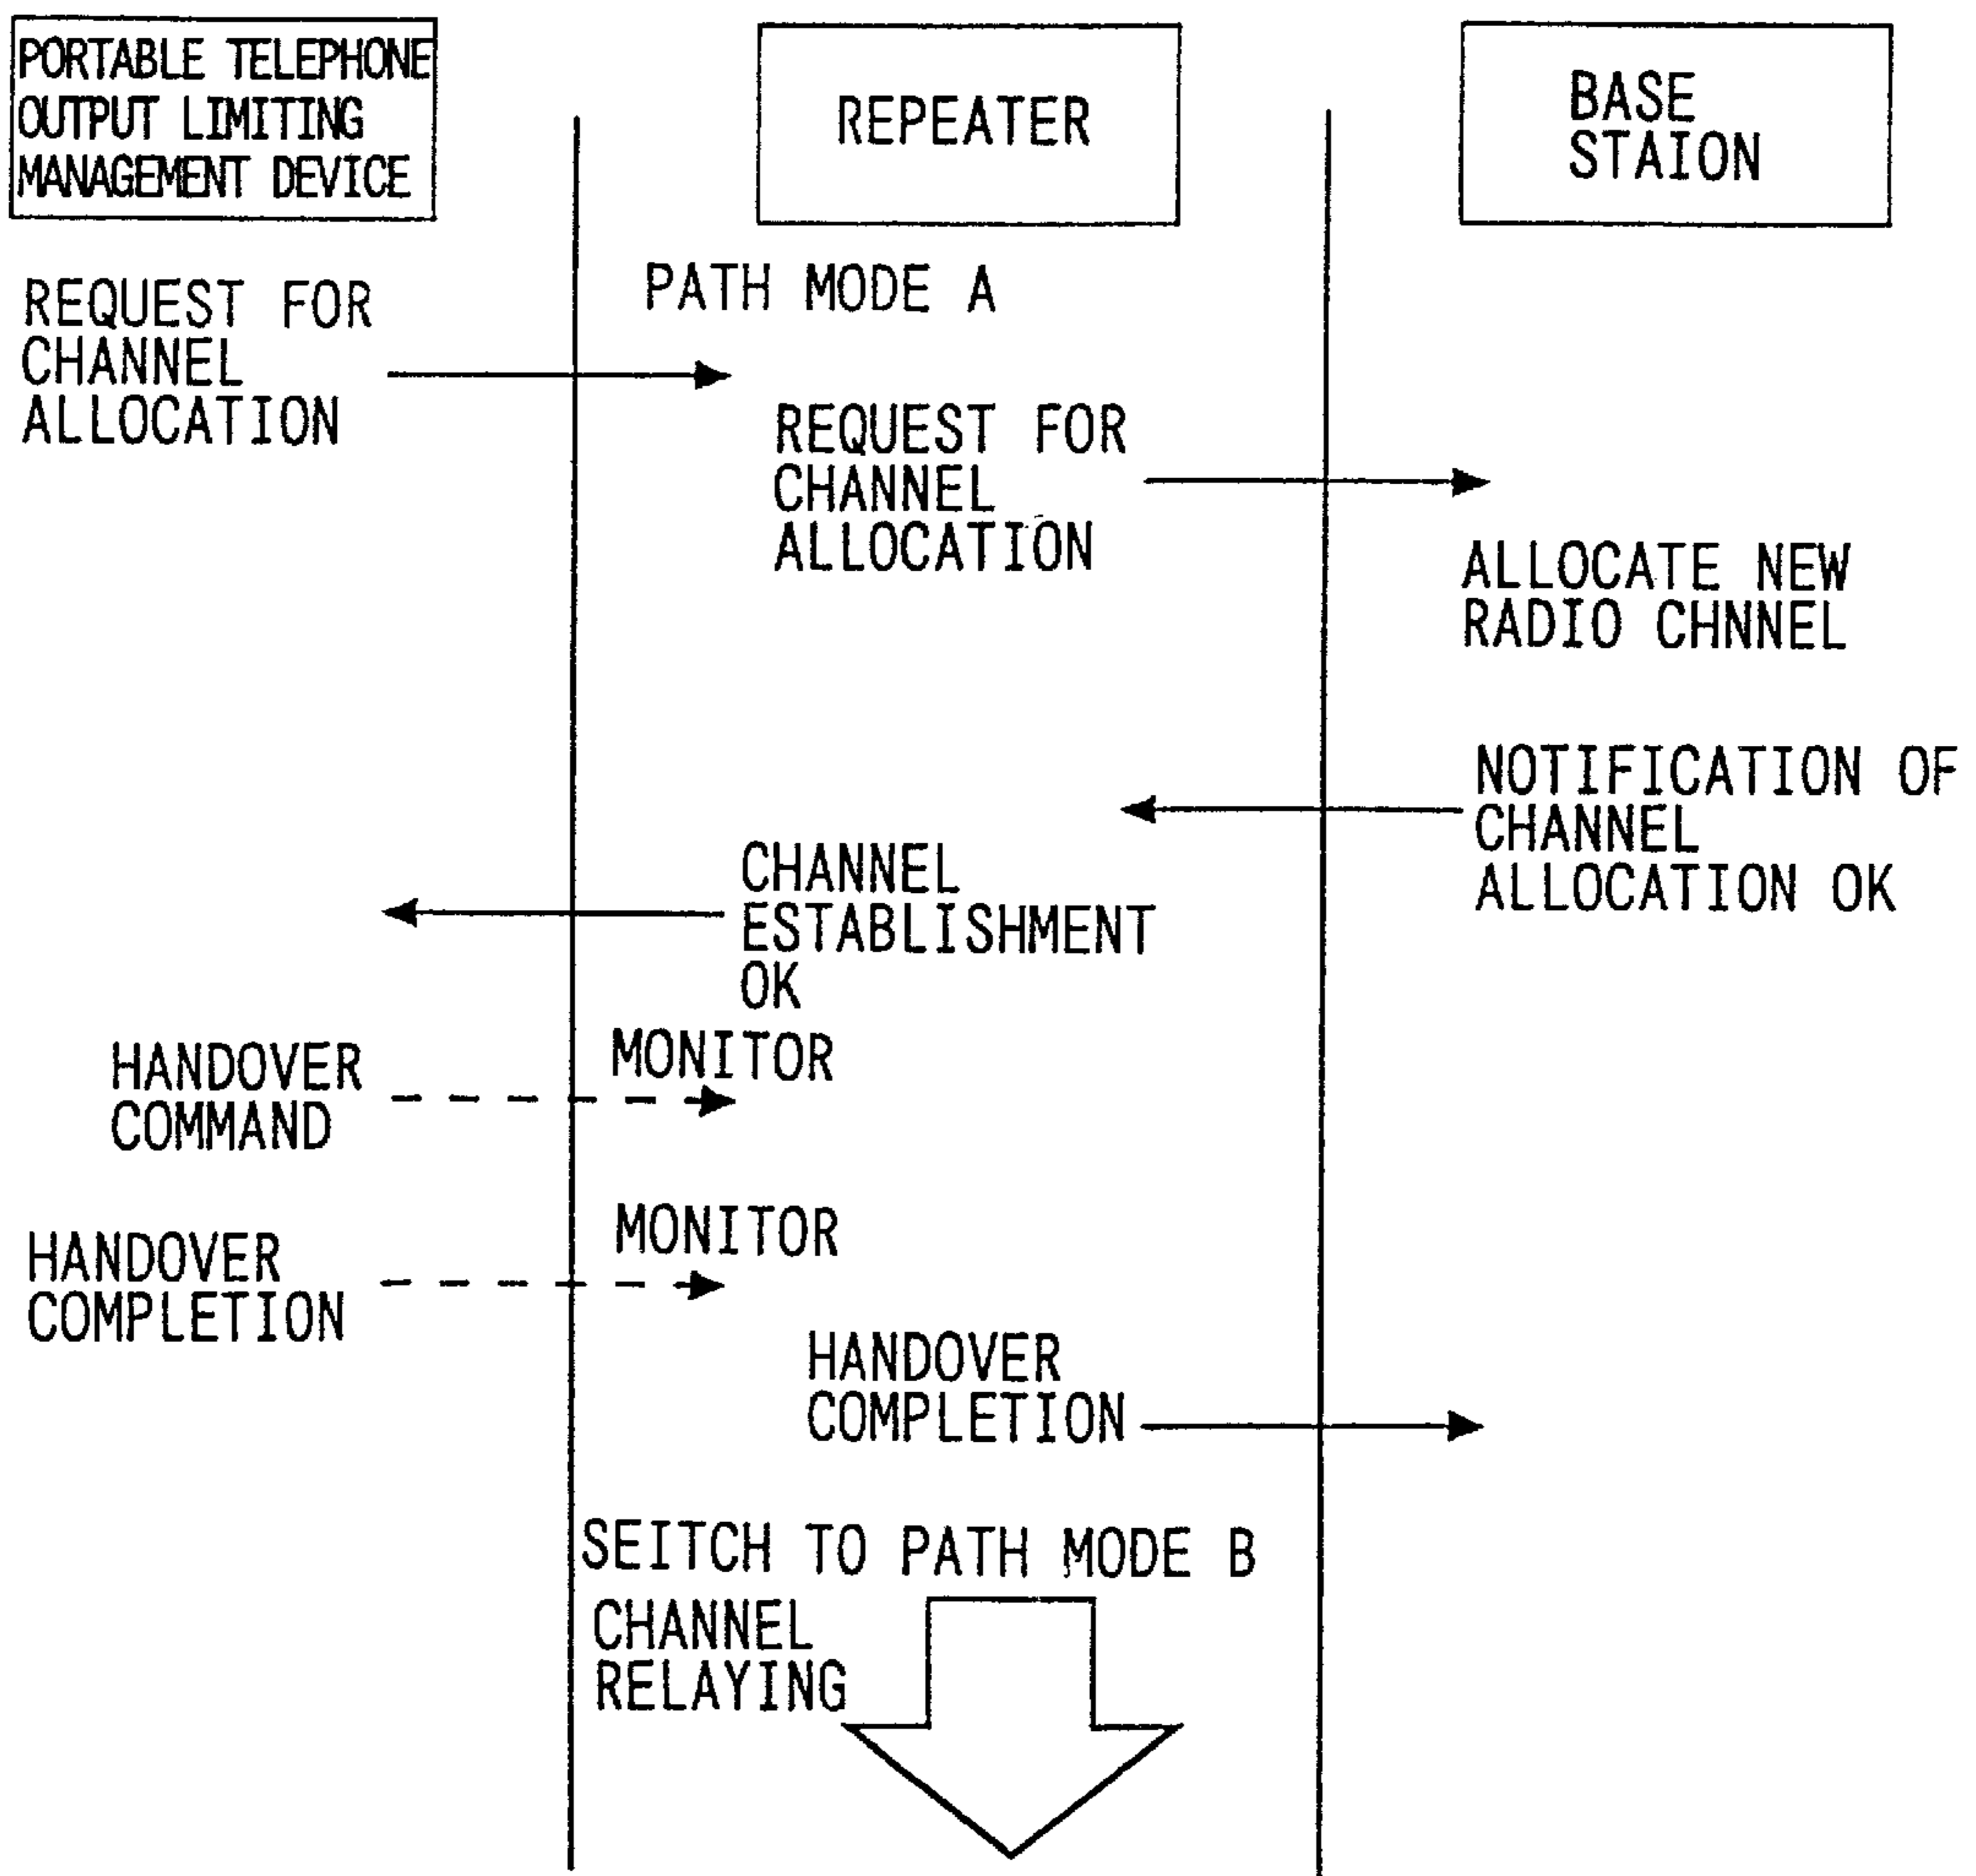 PORTABLE TELEPHONE
OUTPUT LIMITING
MANAGEMENT DEVICE
REPEATER
BASE
STAION
PATH MODE A
REQUEST FOR
CHANNEL
ALLOCATION
REQUEST FOR
CHANNEL
ALLOCATION
ALLOCATE NEW
RADIO CHNNEL
NOTIFICATION OF
CHANNEL
ALLOCATION OK
CHANNEL
ESTABLISHMENT
OK
HANDOVER
COMMAND
MONITOR
HANDOVER
COMPLETION
MONITOR
HANDOVER
COMPLETION
SEITCH TO PATH MODE B
CHANNEL
RELAYING